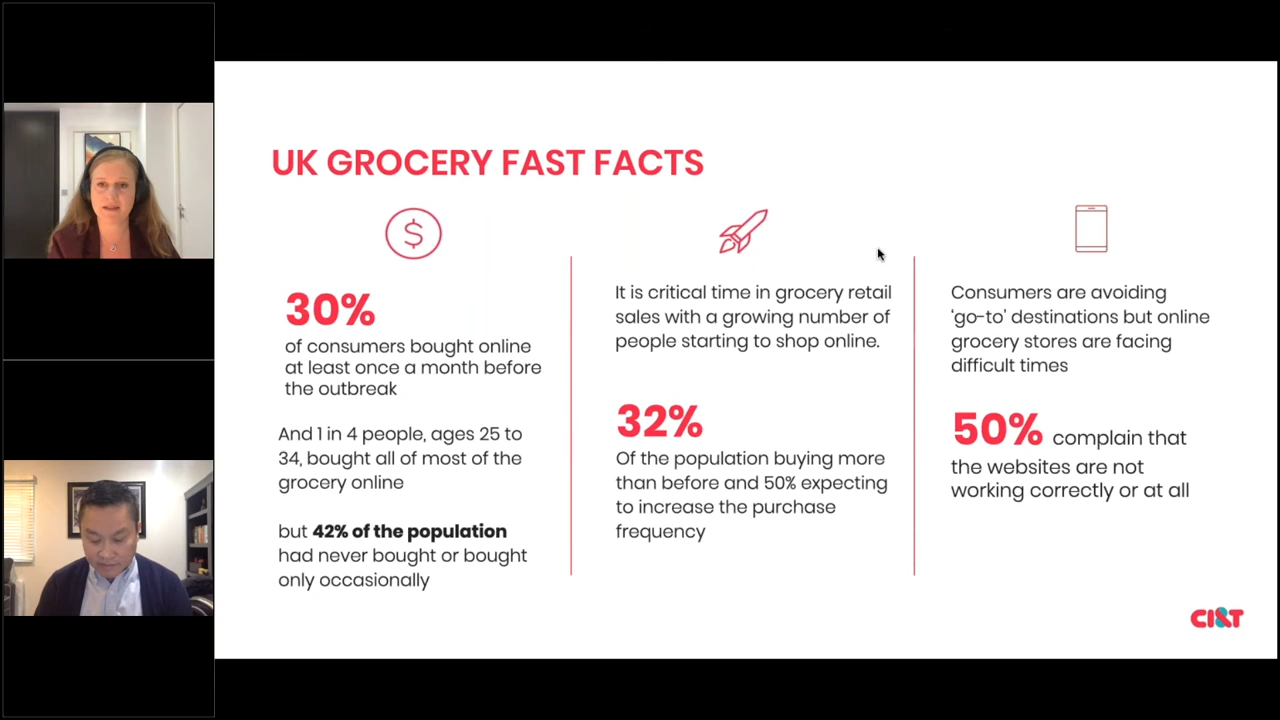 UK GROCERY FAST FACTS
$
30%
of consumers bought online
at least once a month before
the outbreak
And 1 in 4 people, ages 25 to
34, bought all of most of the
grocery online
but 42% of the population
had never bought or bought
only occasionally
It is critical time in grocery retail
sales with a growing number of
people starting to shop online.
32%
Of the population buying more
than before and 50% expecting
to increase the purchase
frequency
Consumers are avoiding
‘go-to’ destinations but online
grocery stores are facing
difficult times
50% complain that
the websites are not
working correctly or at all
CI&T